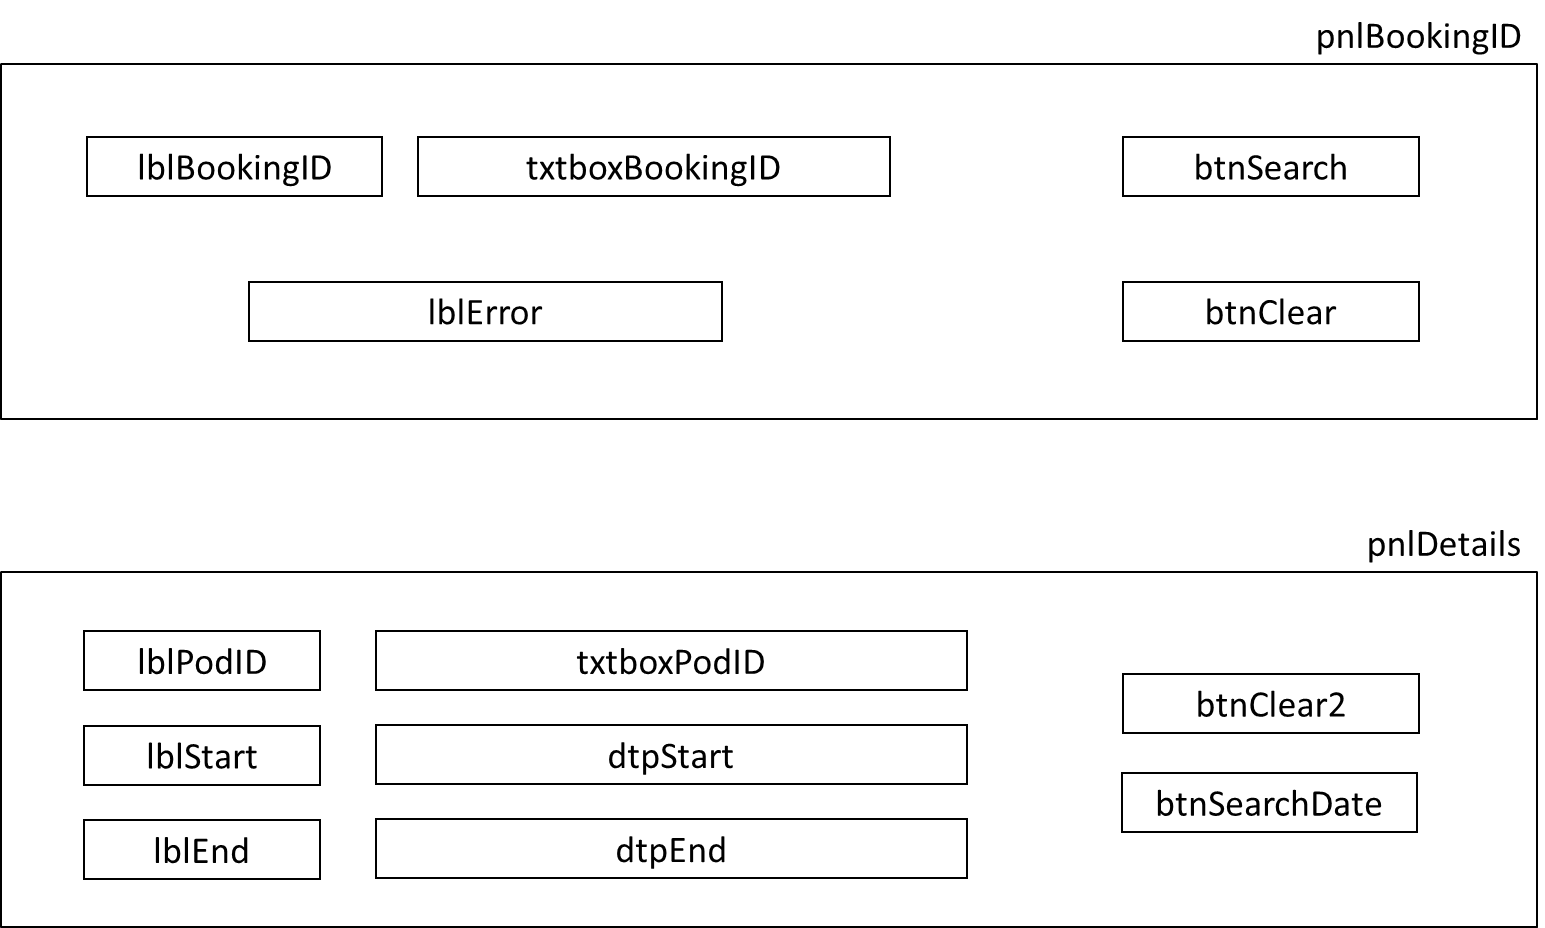 pnlBookingID
lblBookingID
txtboxBookingID
btnSearch
lblError
btnClear
pnlDetails
lblPodID
txtboxPodID
btnClear2
lblStart
dtpStart
btnSearchDate
lblEnd
dtpEnd